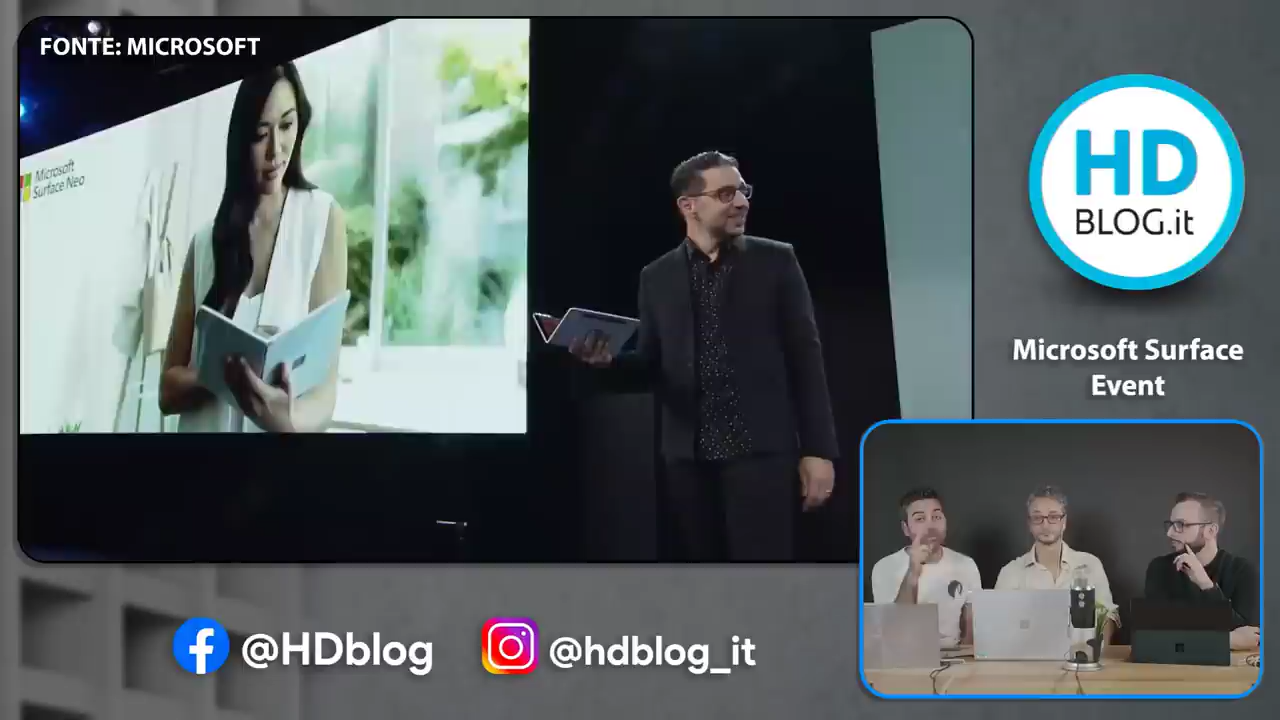 FONTE: MICROSOFT
Microsoft
Surface Neo
HD
BLOG.it
Microsoft Surface
Event
@HDblog
@hdblog_it